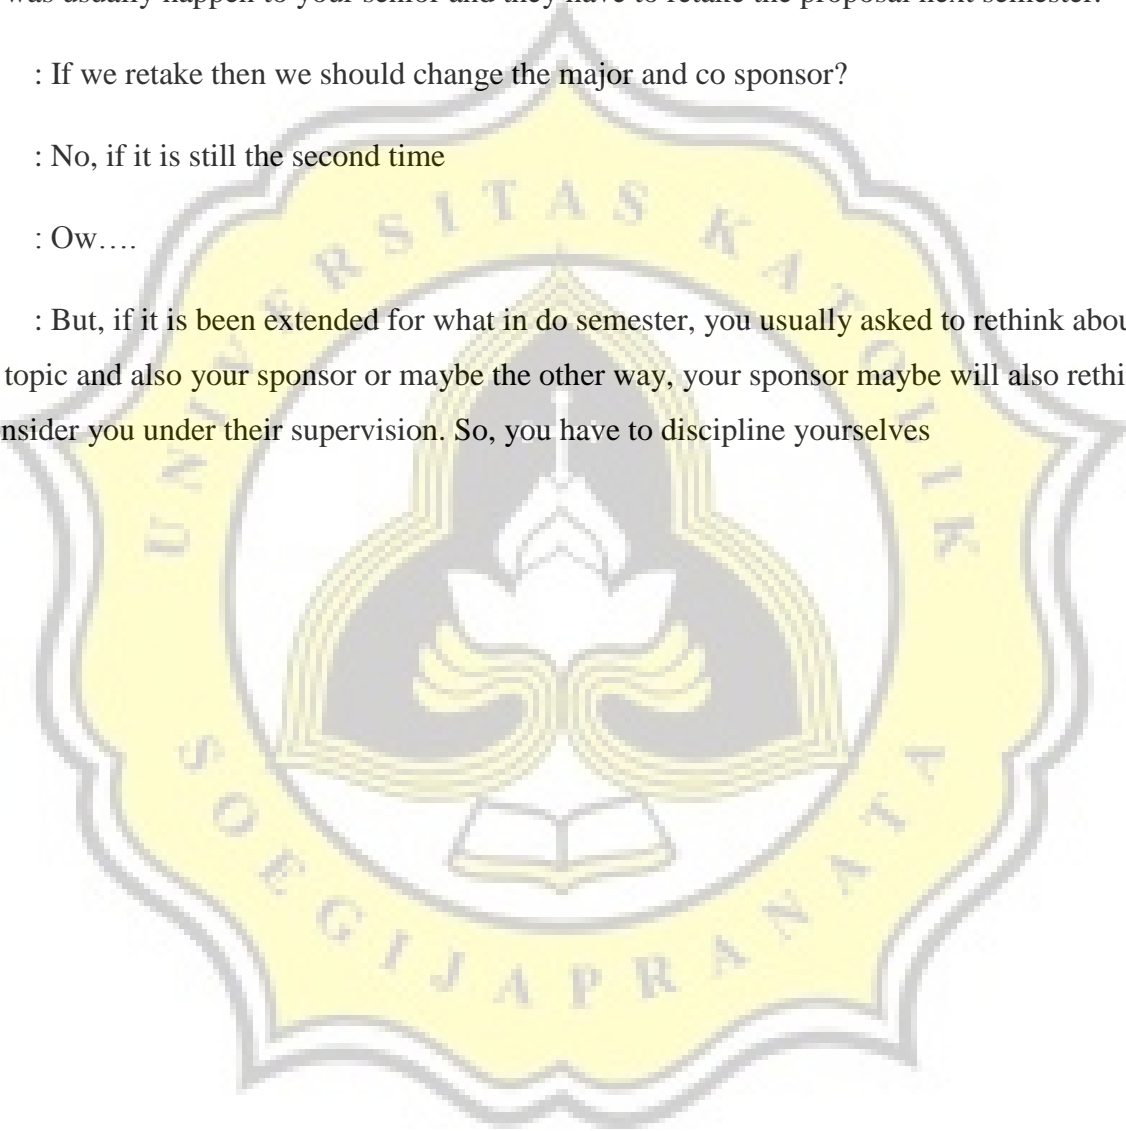 was usually happen to your senior and they have to retake the proposal next semester.
: If we retake then we should change the major and co sponsor?
: No, if it is still the second time
: Ow….
: But, if it is been extended for what in do semester, you usually asked to rethink abou
topic and also your sponsor or maybe the other way, your sponsor maybe will also rethi
nsider you under their supervision. So, you have to discipline yourselves
UNIVERSITAS KATOLIK
SOEGIJAPRANATA